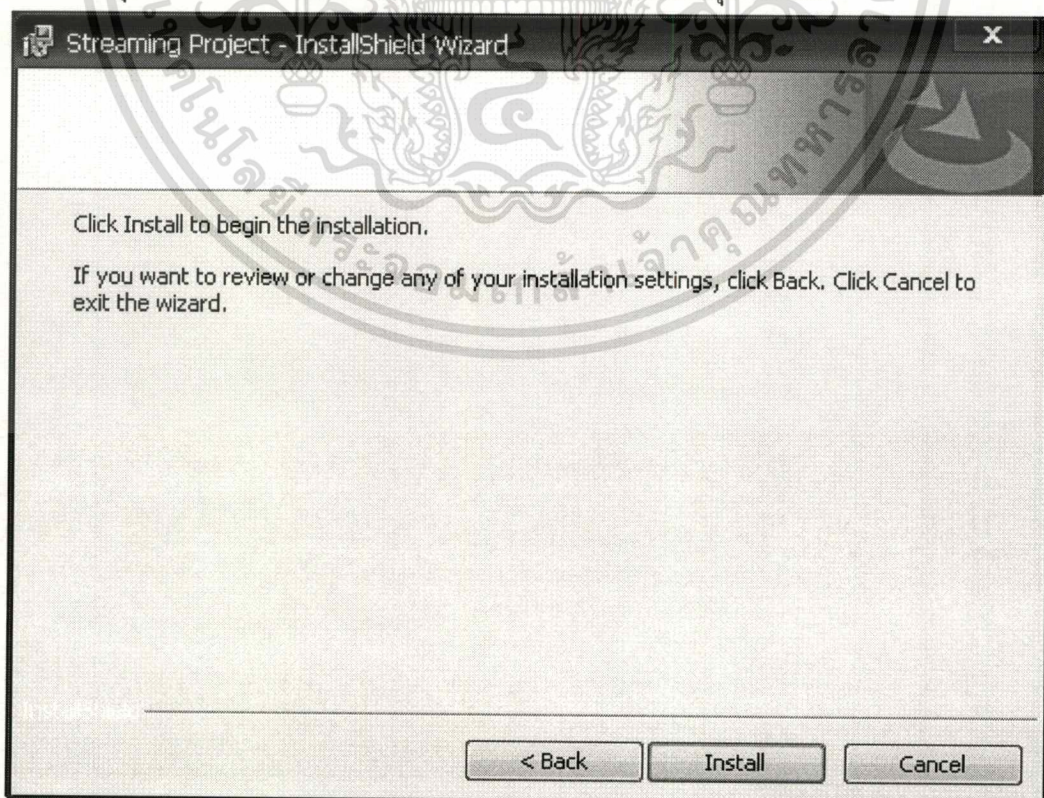 Streaming Project - InstallShield Wizard
X
Click Install to begin the installation.
If you want to review or change any of your installation settings, click Back. Click Cancel to
exit the wizard.
InstallShield
< Back
Install
Cancel